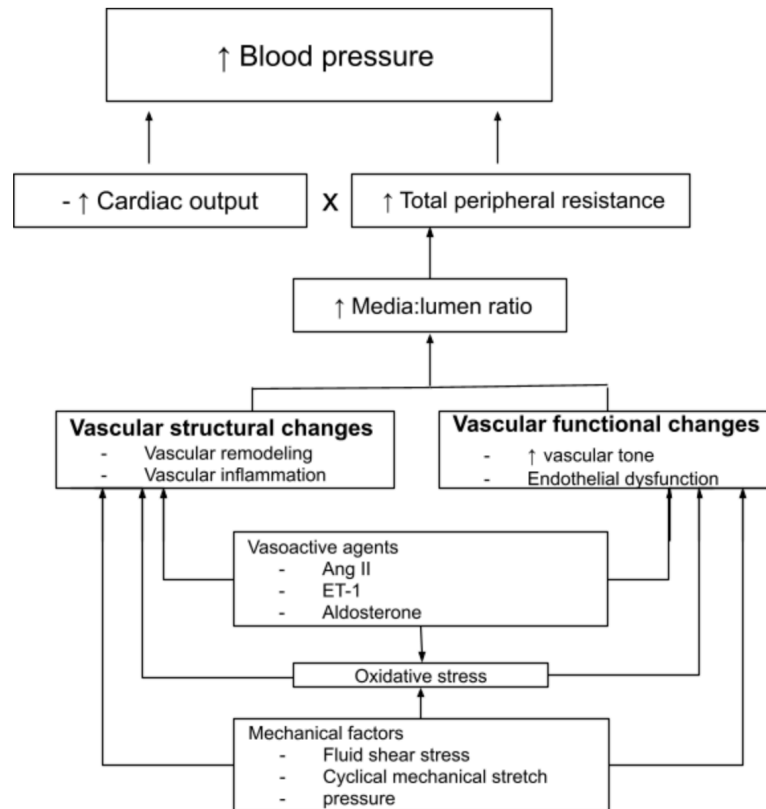 ↑ Blood pressure
- ↑ Cardiac output
x
↑ Total peripheral resistance
↑ Media:lumen ratio
Vascular structural changes
- Vascular remodeling
- Vascular inflammation
Vascular functional changes
- ↑ vascular tone
- Endothelial dysfunction
Vasoactive agents
- Ang II
- ET-1
- Aldosterone
Oxidative stress
Mechanical factors
- Fluid shear stress
- Cyclical mechanical stretch
- pressure